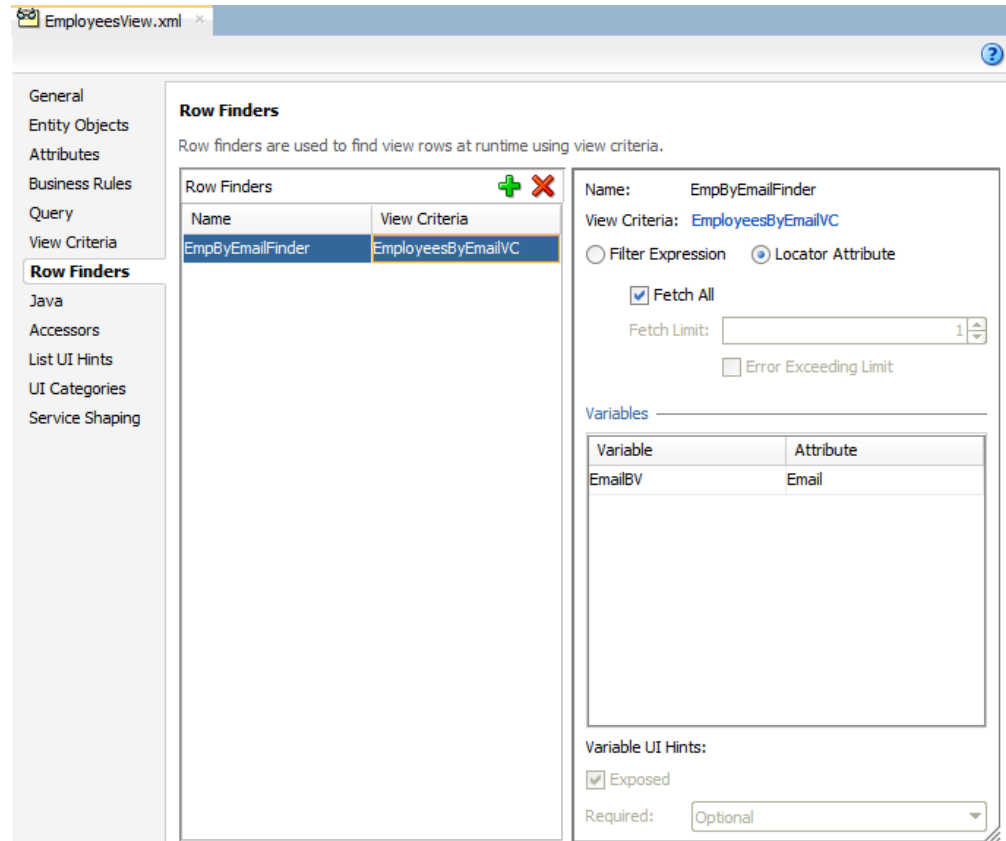 EmployeesView.xml
General
Entity Objects
Attributes
Business Rules
Query
View Criteria
Row Finders
Java
Accessors
List UI Hints
UI Categories
Service Shaping
Row Finders
Row finders are used to find view rows at runtime using view criteria.
Row Finders
Name View Criteria
EmpByEmailFinder EmployeesByEmailVC
Name: EmpByEmailFinder
View Criteria: EmployeesByEmailVC
Filter Expression Locator Attribute
Fetch All
Fetch Limit: 1
Error Exceeding Limit
Variables
Variable Attribute
EmailBV Email
Variable UI Hints:
Exposed
Required: Optional